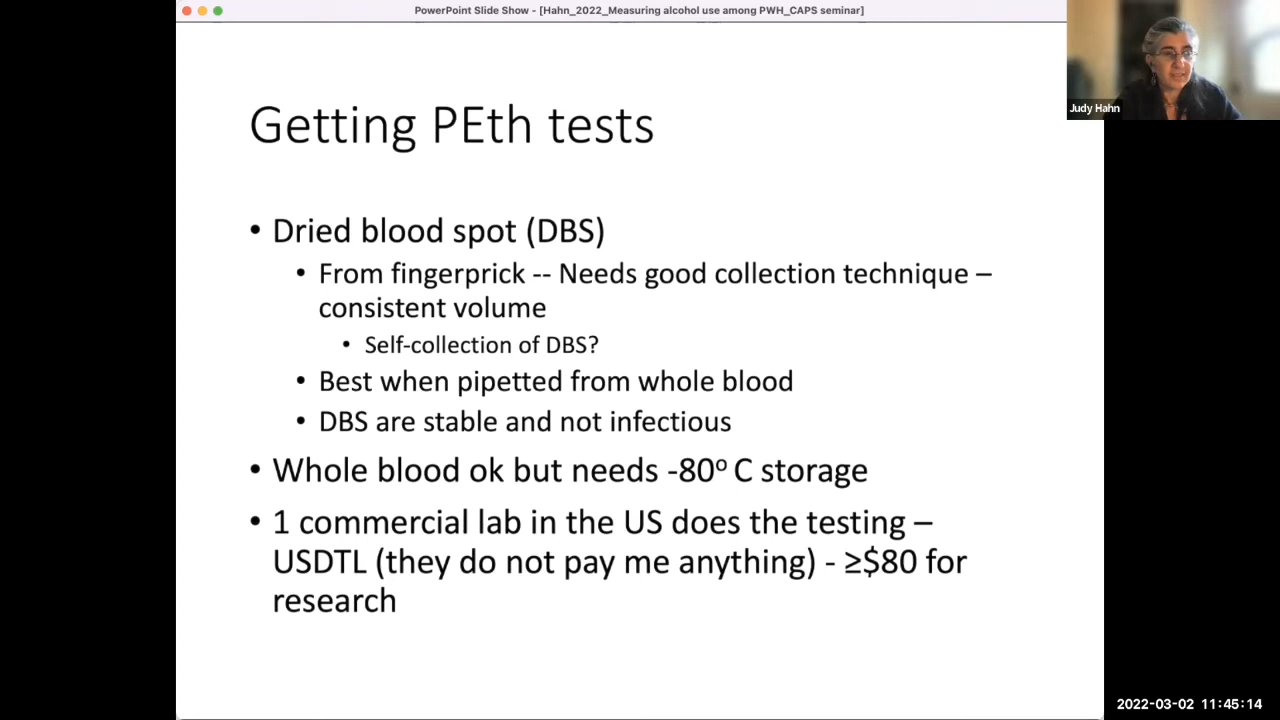 PowerPoint Slide Show - [Hahn_2022_Measuring alcohol use among PWH_CAPS seminar]
Judy Hahn
Getting PEth tests
• Dried blood spot (DBS)
• From fingerprick -- Needs good collection technique –
consistent volume
• Self-collection of DBS?
• Best when pipetted from whole blood
• DBS are stable and not infectious
• Whole blood ok but needs -80º C storage
• 1 commercial lab in the US does the testing –
USDTL (they do not pay me anything) - ≥$80 for
research
2022-03-02 11:45:14